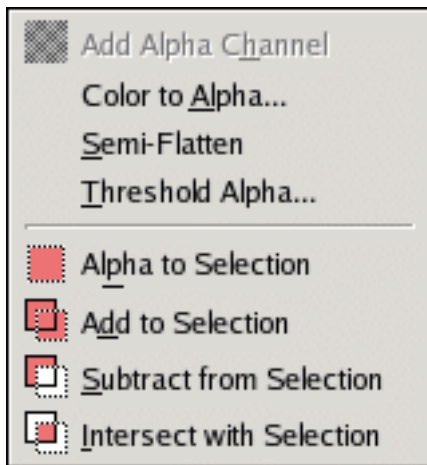 Add Alpha Channel
Color to Alpha...
Semi-Flatten
Threshold Alpha...
Alpha to Selection
Add to Selection
Subtract from Selection
Intersect with Selection